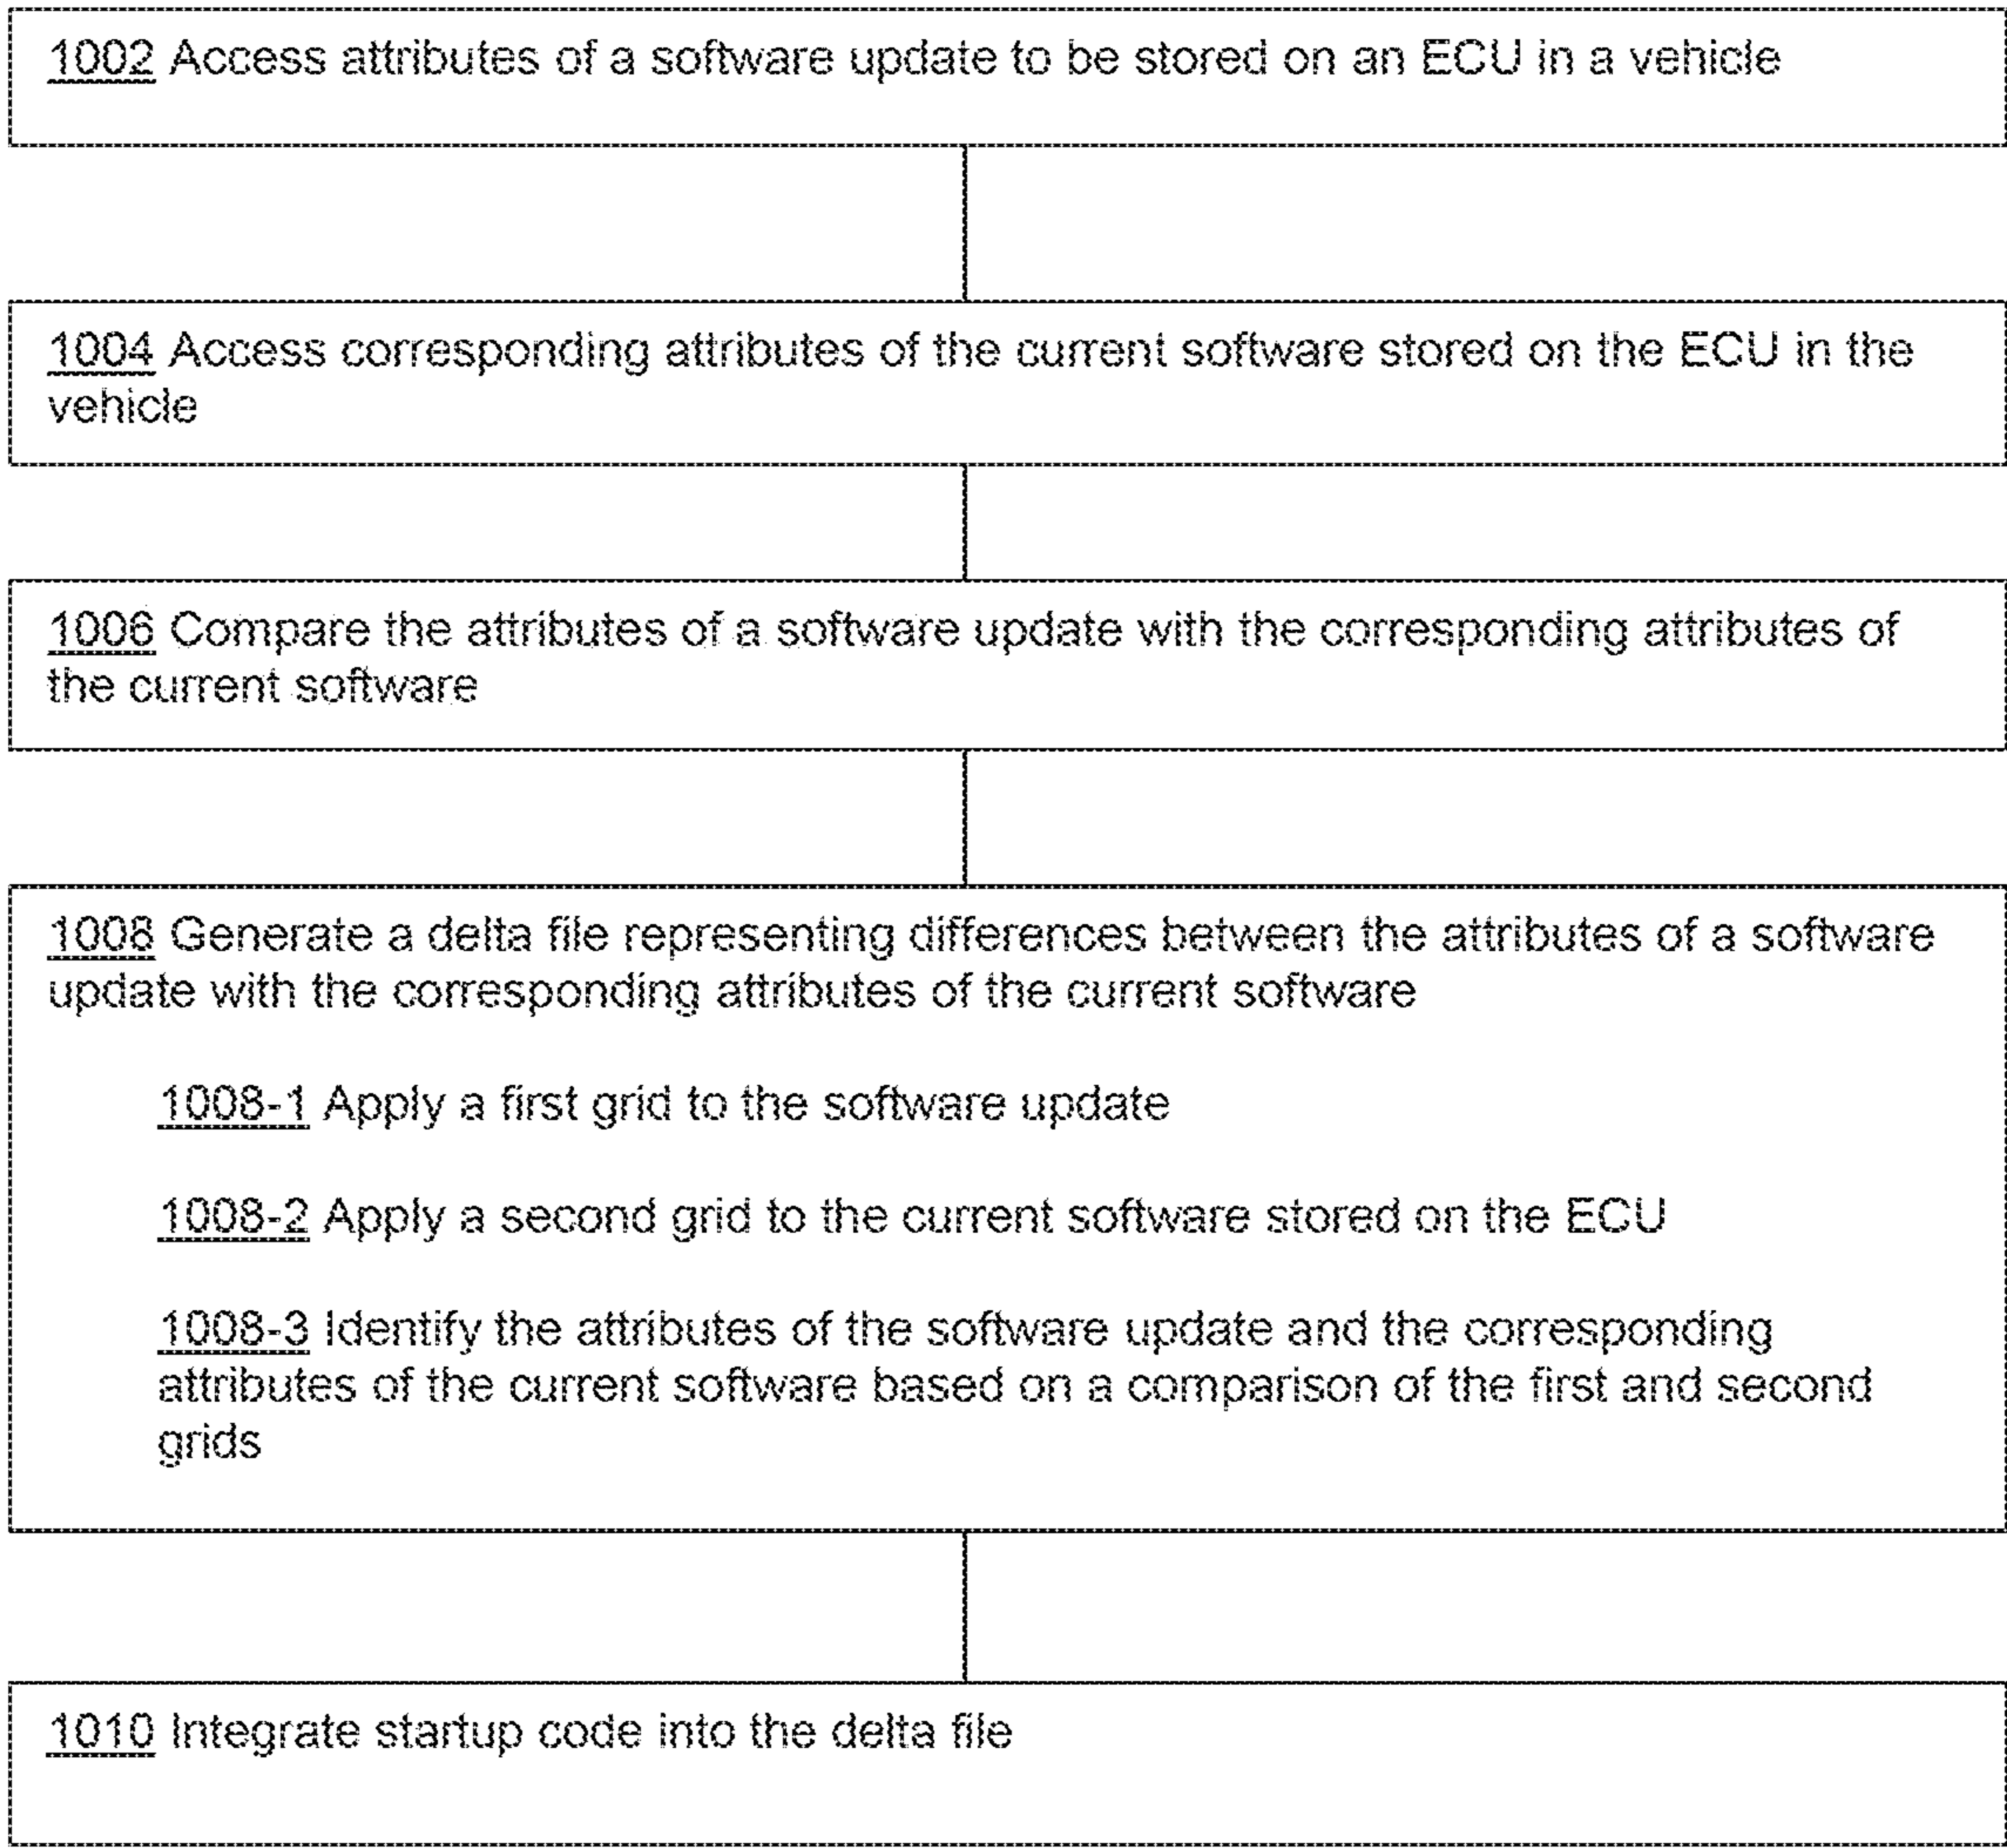 1002 Access attributes of a software update to be stored on an ECU in a vehicle
1004 Access corresponding attributes of the current software stored on the ECU in the
vehicle
1006 Compare the attributes of a software update with the corresponding attributes of
the current software
1008 Generate a delta file representing differences between the attributes of a software
update with the corresponding attributes of the current software
1008-1 Apply a first grid to the software update
1008-2 Apply a second grid to the current software stored on the ECU
1008-3 Identify the attributes of the software update and the corresponding
attributes of the current software based on a comparison of the first and second
grids
1010 Integrate startup code into the delta file